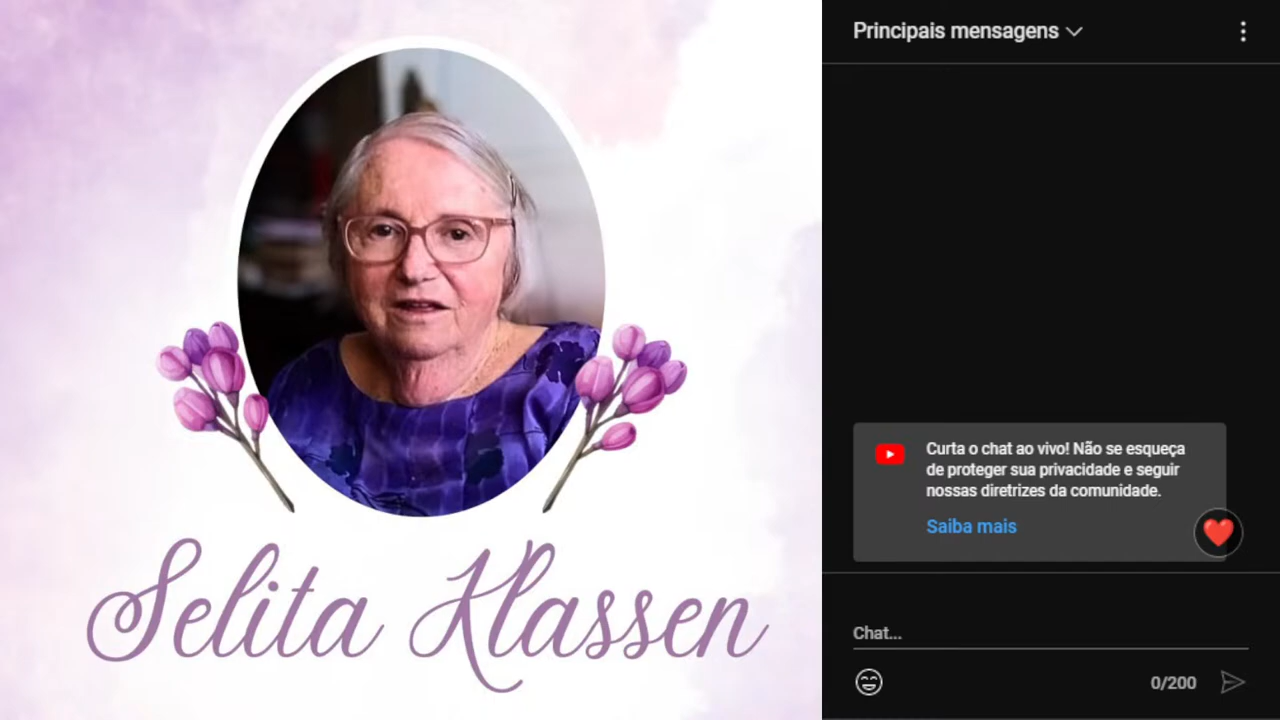 Selita Klassen
Principais mensagens
Curta o chat ao vivo! Não se esqueça
de proteger sua privacidade e seguir
nossas diretrizes da comunidade.
Saiba mais
Chat...
0/200